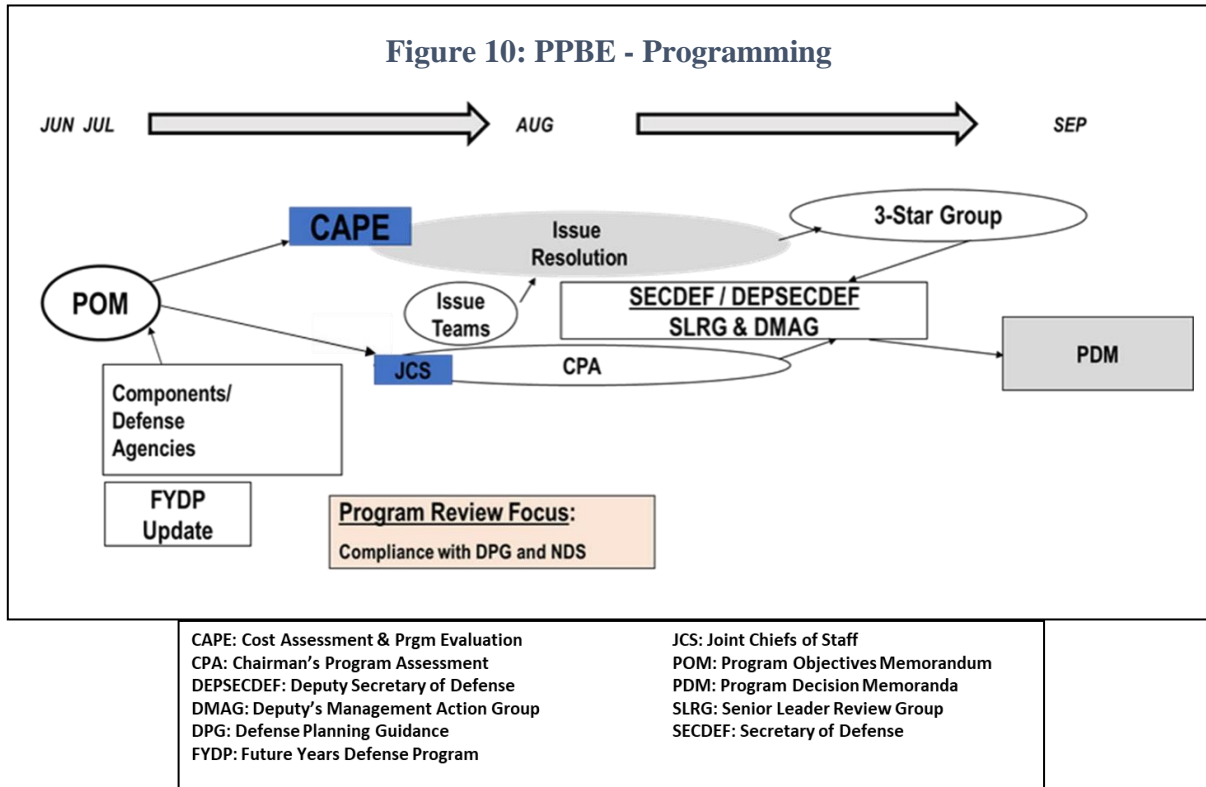 Figure 10: PPBE - Programming
JUN JUL
AUG
SEP
CAPE
Issue
Resolution
3-Star Group
POM
Issue
Teams
SECDEF / DEPSECDEF
SLRG & DMAG
JCS
CPA
PDM
Components/
Defense
Agencies
FYDP
Update
Program Review Focus:
Compliance with DPG and NDS
CAPE: Cost Assessment & Prgm Evaluation
CPA: Chairman's Program Assessment
DEPSECDEF: Deputy Secretary of Defense
DMAG: Deputy's Management Action Group
DPG: Defense Planning Guidance
FYDP: Future Years Defense Program
JCS: Joint Chiefs of Staff
POM: Program Objectives Memorandum
PDM: Program Decision Memoranda
SLRG: Senior Leader Review Group
SECDEF: Secretary of Defense